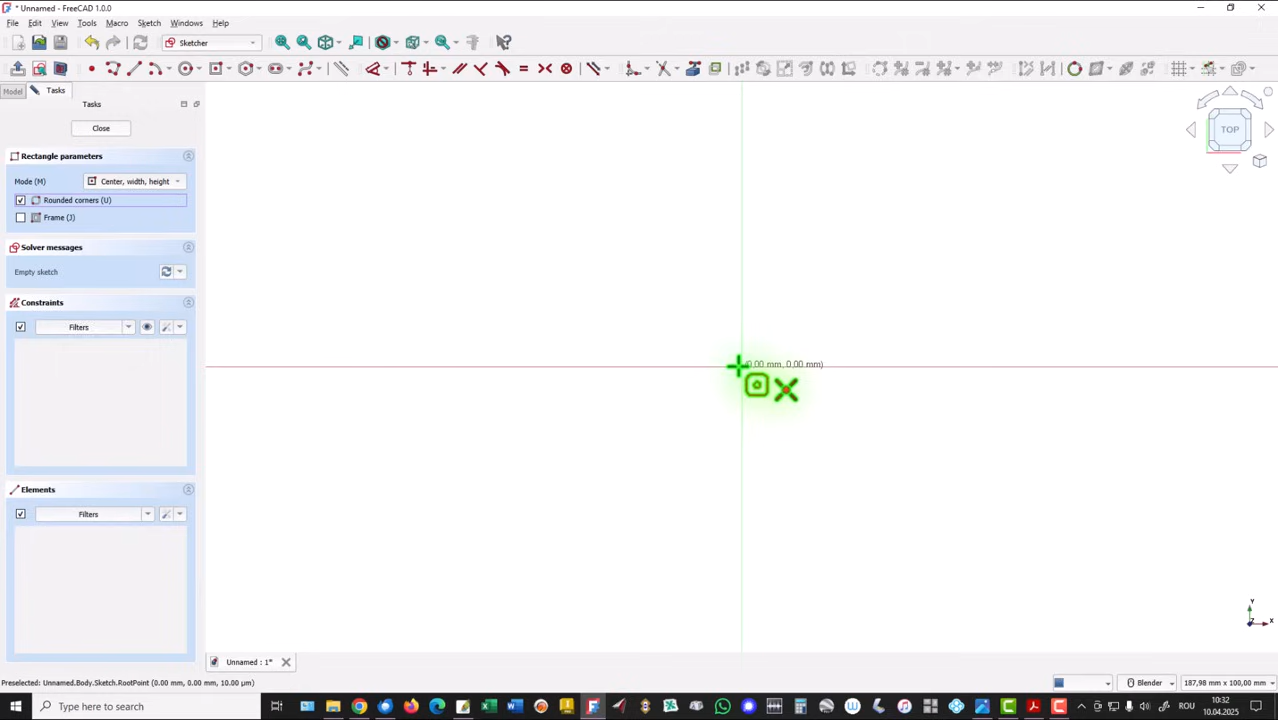 * Unnamed - FreeCAD 1.0.0
File Edit View Tools Macro Sketch Windows Help
Sketcher
Model Tasks
Tasks
Close
Rectangle parameters
Mode (M) Center, width, height
Rounded corners (U)
Frame (J)
Solver messages
Empty sketch
Constraints
Filters
Elements
Filters
TOP
(0.00 mm, 0.00 mm)
Y
Z X
Unnamed : 1*
Preselected: Unnamed.Body.Sketch.RootPoint (0.00 mm, 0.00 mm, 10.00 µm)
Blender 187,98 mm x 100,00 mm
Type here to search
ROU
10:32
10.04.2025